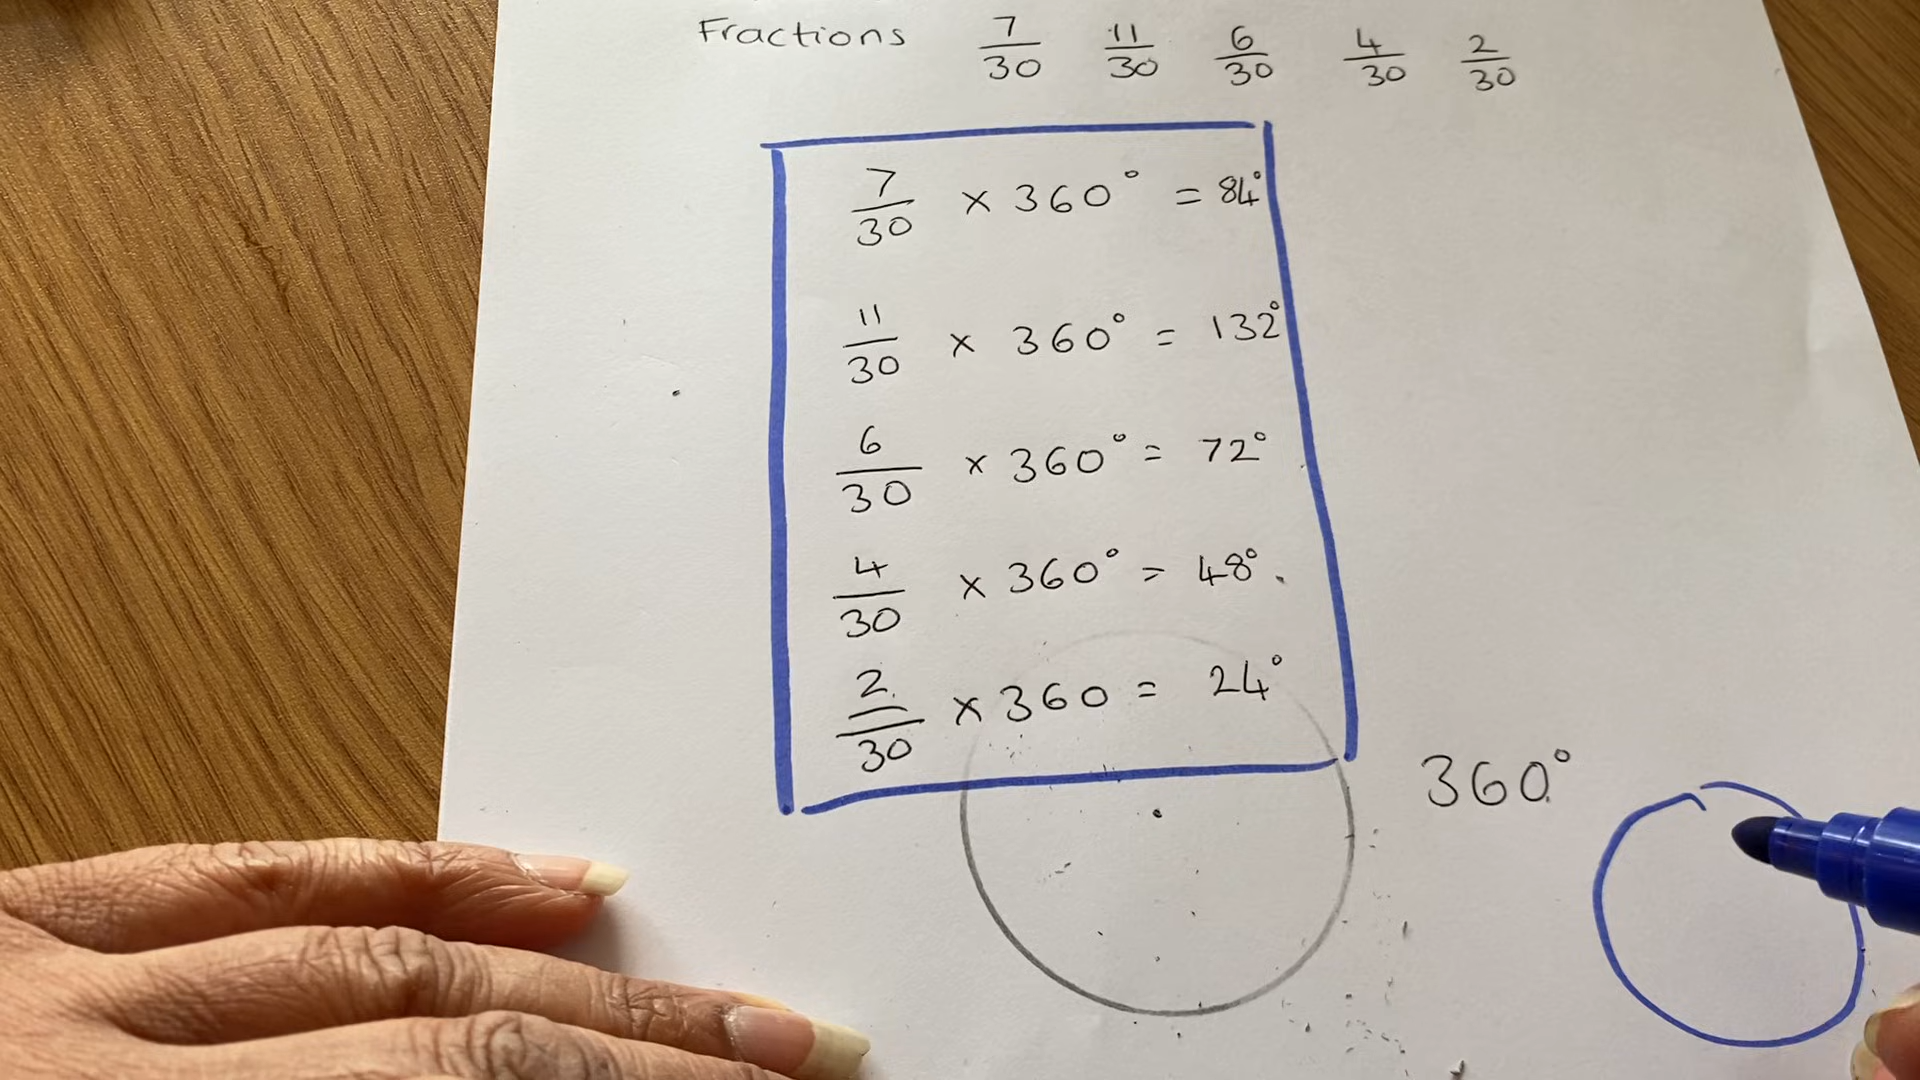 Fractions 7/30 11/30 6/30 4/30 2/30
7/30 × 360° = 84°
11/30 × 360° = 132°
6/30 × 360° = 72°
4/30 × 360° = 48°.
2/30 × 360 = 24°
360°